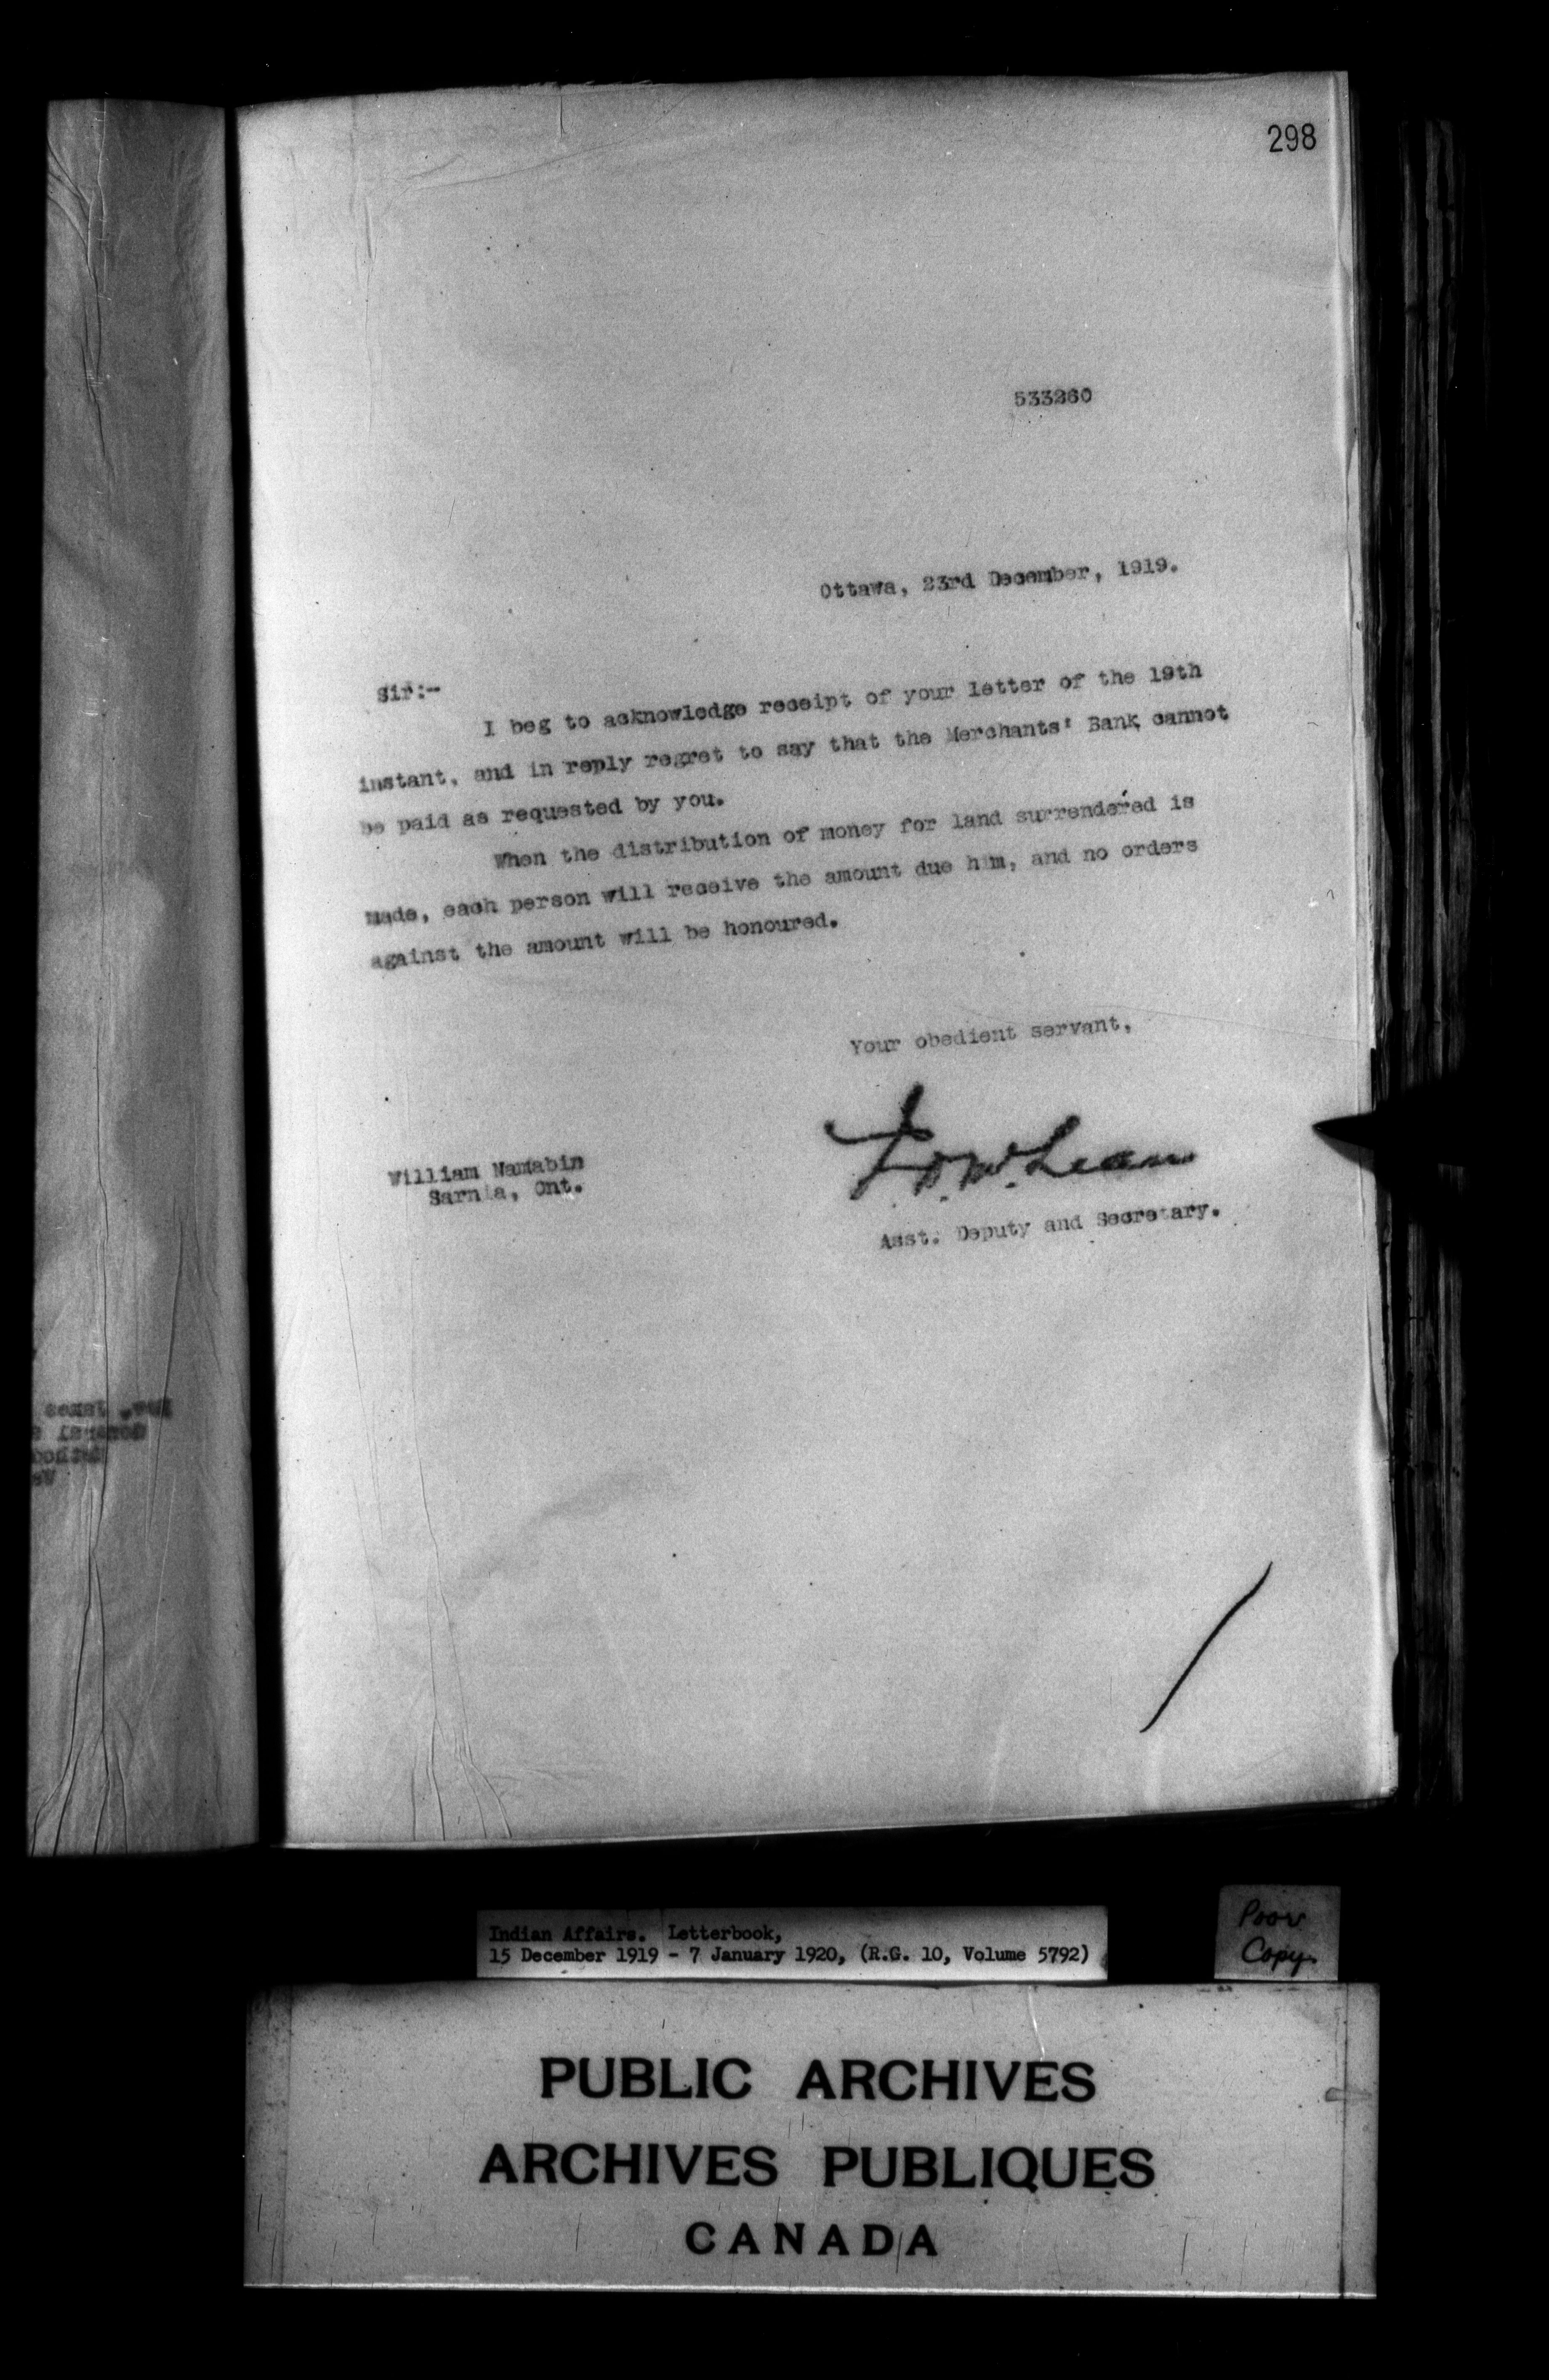 298
533260
Ottawa, 23rd December, 1919.
Sir:-
I beg to acknowledge receipt of your letter of the 19th
instant, and in reply regret to say that the Merchants' Bank cannot
be paid as requested by you.
When the distribution of money for land surrendered is
made, each person will receive the amount due him, and no orders
against the amount will be honoured.
Your obedient servant,
William Namabin
Sarnia, Ont.
Asst. Deputy and Secretary.
Indian Affairs. Letterbook,
15 December 1919 - 7 January 1920, (R.G. 10, Volume 5792)
Poor
Copy
PUBLIC ARCHIVES
ARCHIVES PUBLIQUES
CANADA